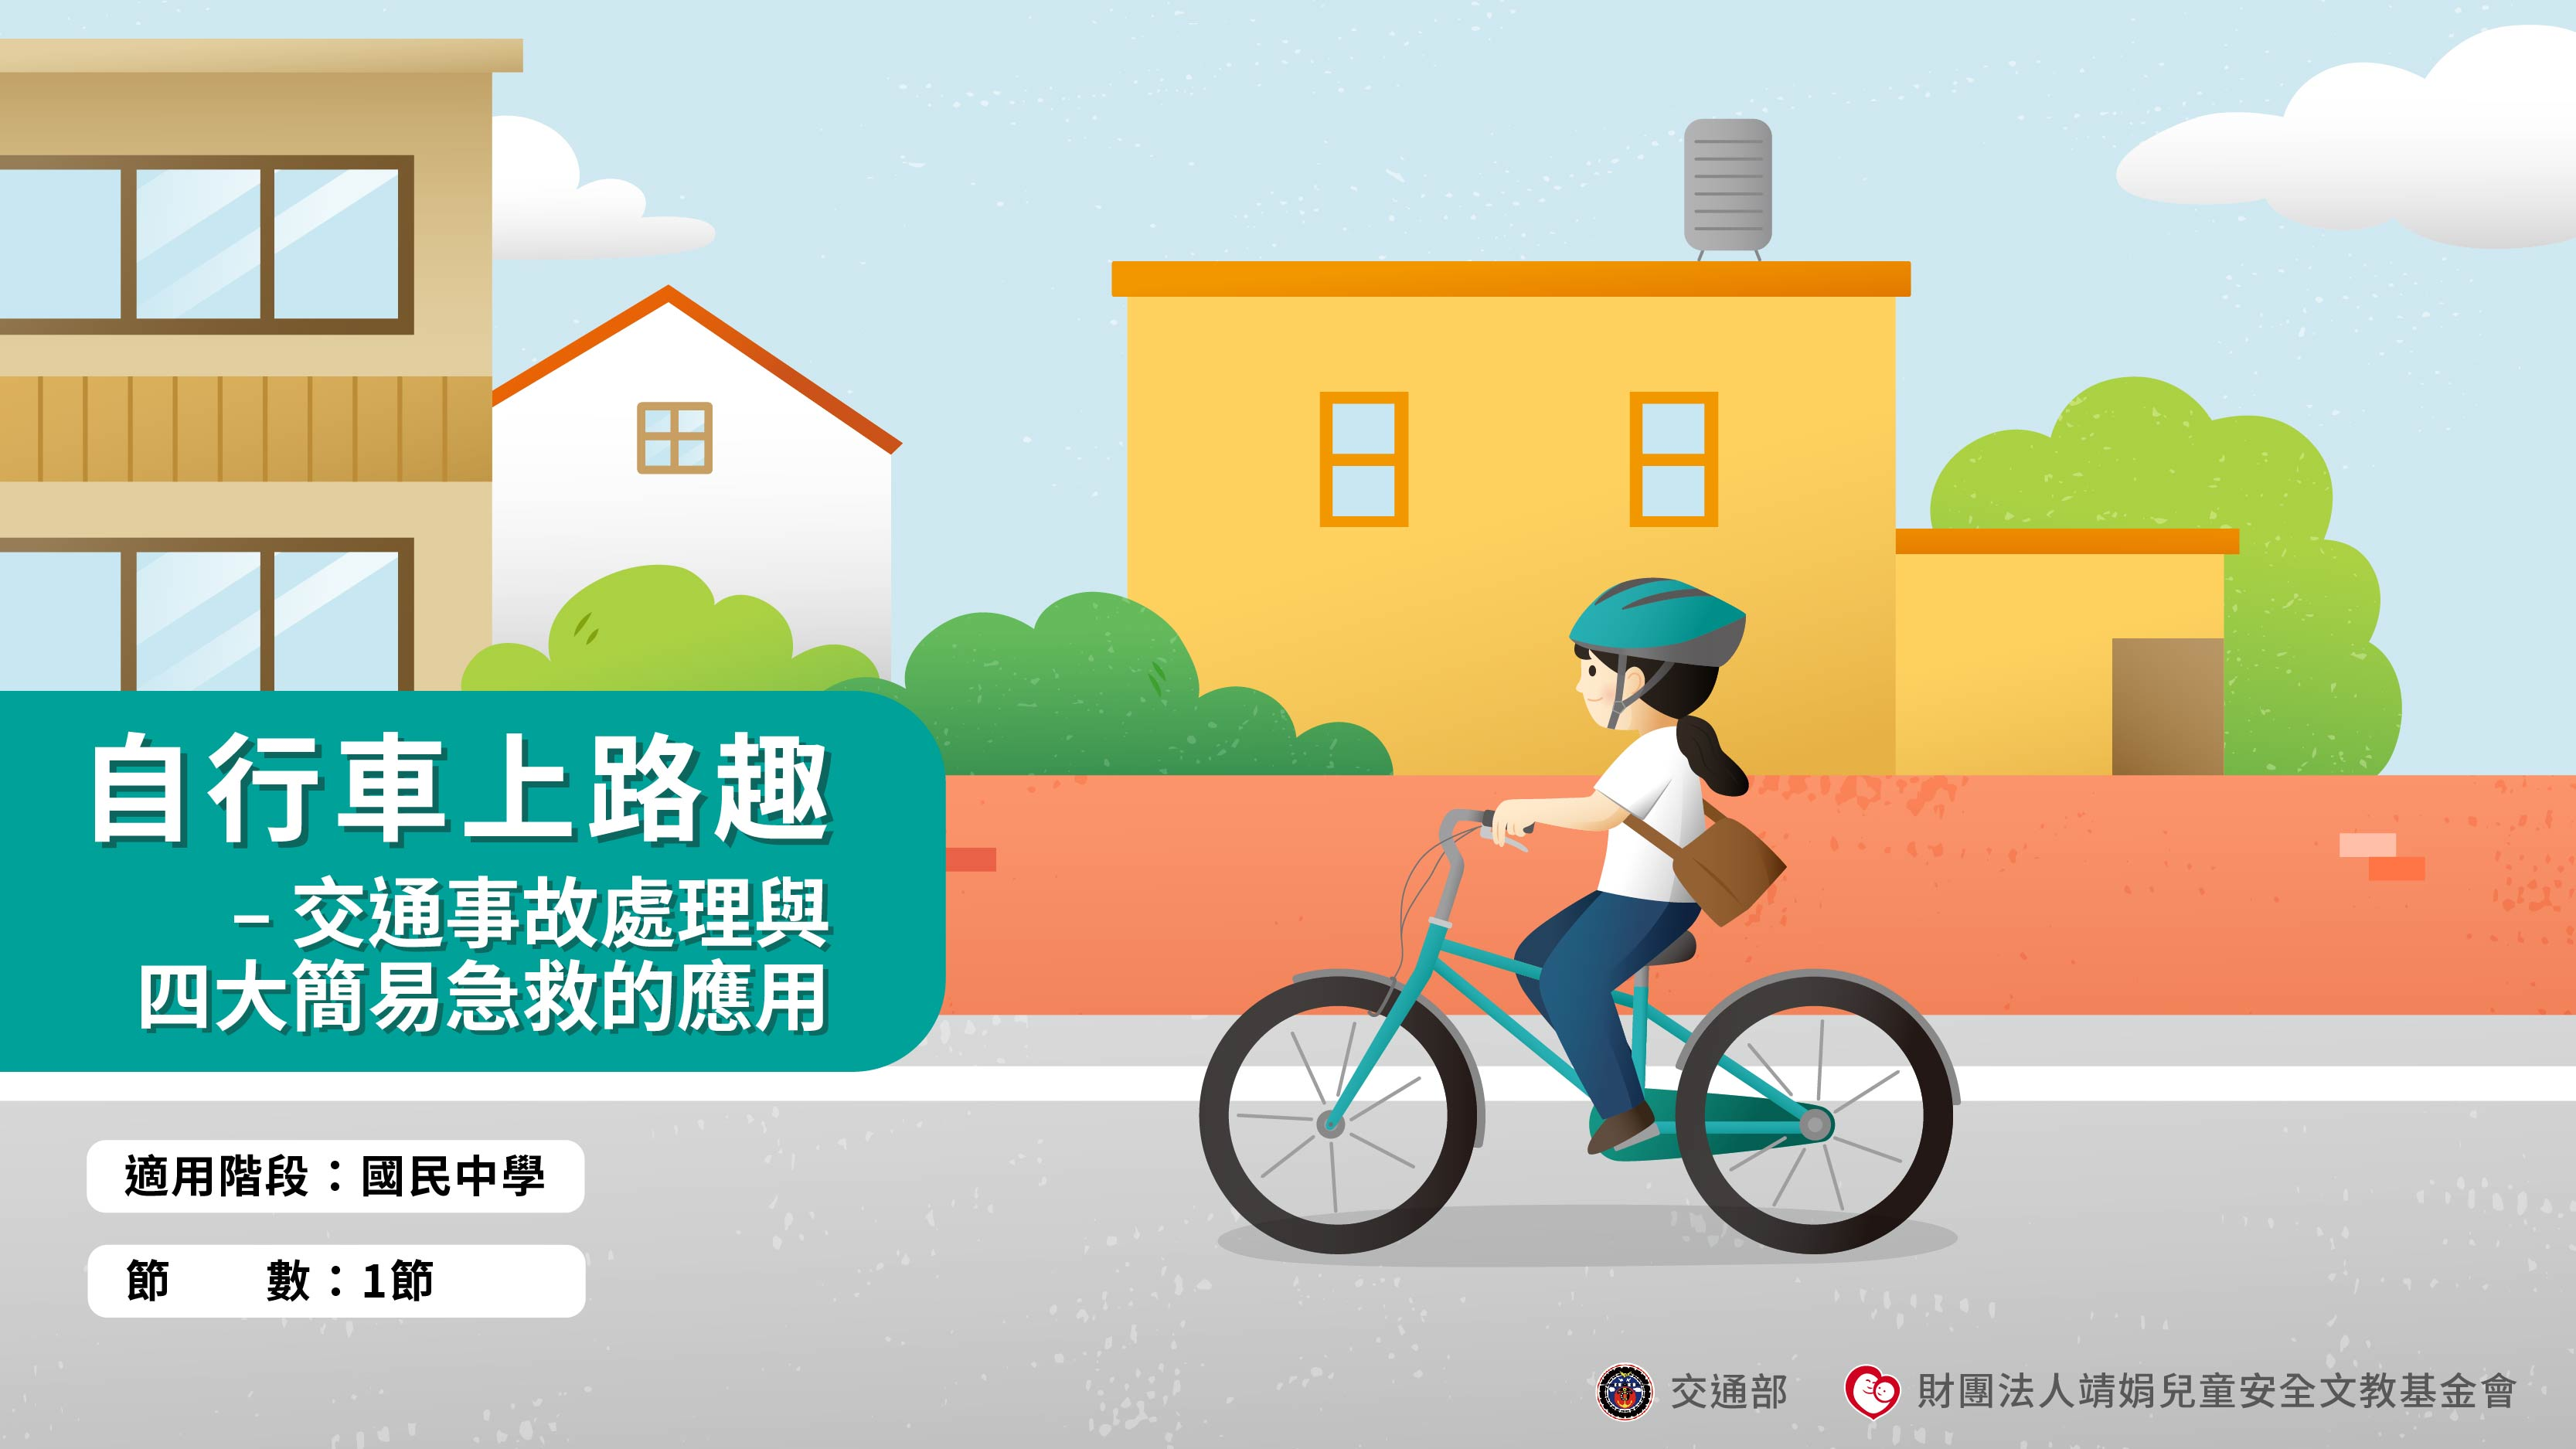 自行車上路趣
– 交通事故處理與
四大簡易急救的應用
適用階段：國民中學
節　　數：1節
交通部
財團法人靖娟兒童安全文教基金會